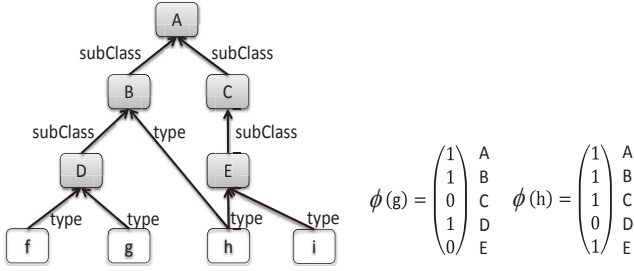 A
subClass subClass
B C
subClass type subClass
D E
type type type type
f g h i
ϕ(g) = (1 1 0 1 0) A B C D E
ϕ(h) = (1 1 1 0 1) A B C D E